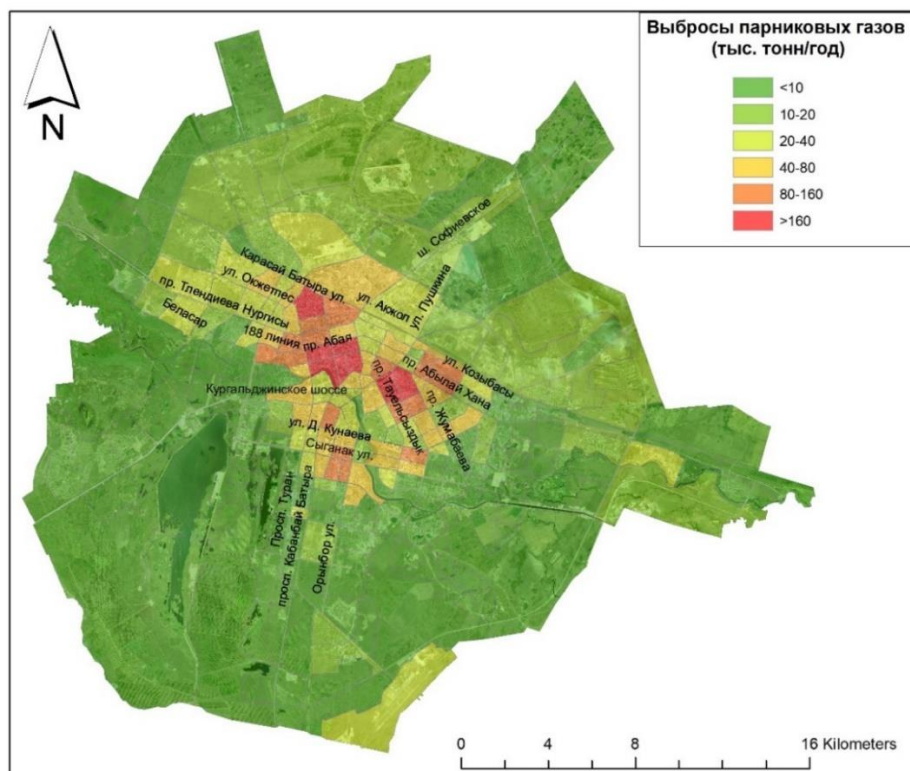 Выбросы парниковых газов
(тыс. тонн/год)
<10
10-20
20-40
40-80
80-160
>160
N
ш. Софиевское
Карасай Батыра ул.
ул. Окжетпес
ул. Акжол
ул. Пушкина
пр. Тлендиева Нургисы
Беласар
188 линия
пр. Абая
ул. Козыбасы
пр. Абылай Хана
пр. Тауельсыздык
пр. Жумабаева
Кургальджинское шоссе
ул. Д. Кунаева
Сыганак ул.
Просп. Туран
просп. Кабанбай Батыра
Орынбор ул.
0 4 8 16 Kilometers